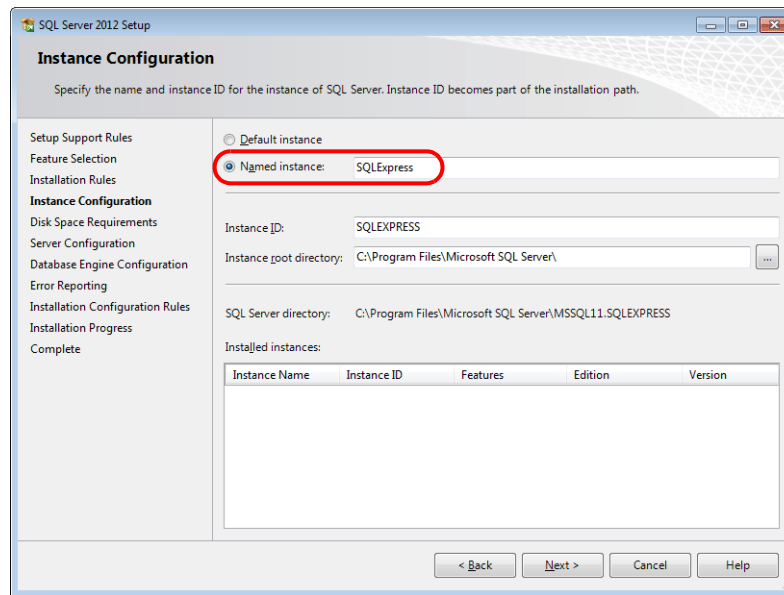 SQL Server 2012 Setup
Instance Configuration
Specify the name and instance ID for the instance of SQL Server. Instance ID becomes part of the installation path.
Setup Support Rules
Feature Selection
Installation Rules
Instance Configuration
Disk Space Requirements
Server Configuration
Database Engine Configuration
Error Reporting
Installation Configuration Rules
Installation Progress
Complete
Default instance
Named instance: SQLExpress
Instance ID: SQLEXPRESS
Instance root directory: C:\Program Files\Microsoft SQL Server\ ...
SQL Server directory: C:\Program Files\Microsoft SQL Server\MSSQL11.SQLEXPRESS
Installed instances:
Instance Name Instance ID Features Edition Version
< Back Next > Cancel Help